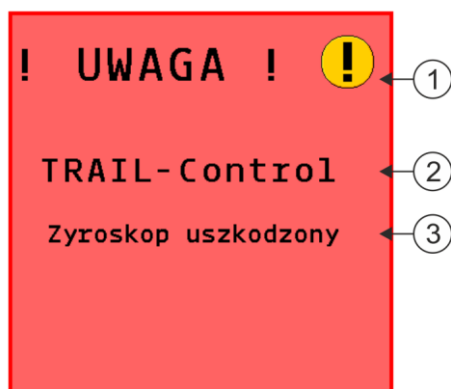 ! UWAGA ! !
1
TRAIL-Control
2
Zyroskop uszkodzony
3